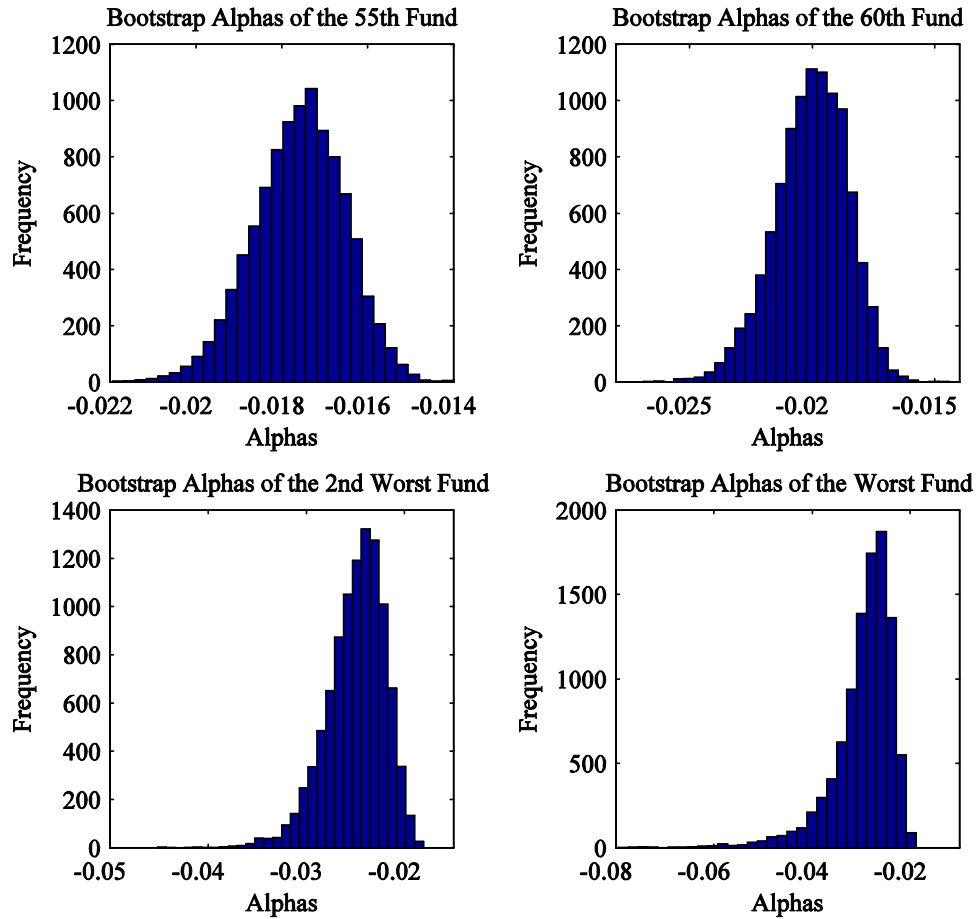 Bootstrap Alphas of the 55th Fund
1200
1000
800
600
400
200
0
Frequency
-0.022 -0.02 -0.018 -0.016 -0.014
Alphas
Bootstrap Alphas of the 60th Fund
1200
1000
800
600
400
200
0
Frequency
-0.025 -0.02 -0.015
Alphas
Bootstrap Alphas of the 2nd Worst Fund
1400
1200
1000
800
600
400
200
0
Frequency
-0.05 -0.04 -0.03 -0.02
Alphas
Bootstrap Alphas of the Worst Fund
2000
1500
1000
500
0
Frequency
-0.08 -0.06 -0.04 -0.02
Alphas